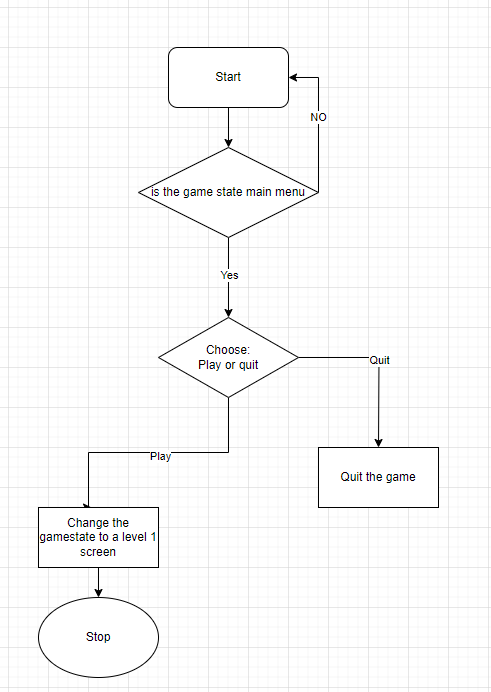 Start
NO
is the game state main menu
Yes
Choose:
Play or quit
Quit
Play
Quit the game
Change the
gamestate to a level 1
screen
Stop